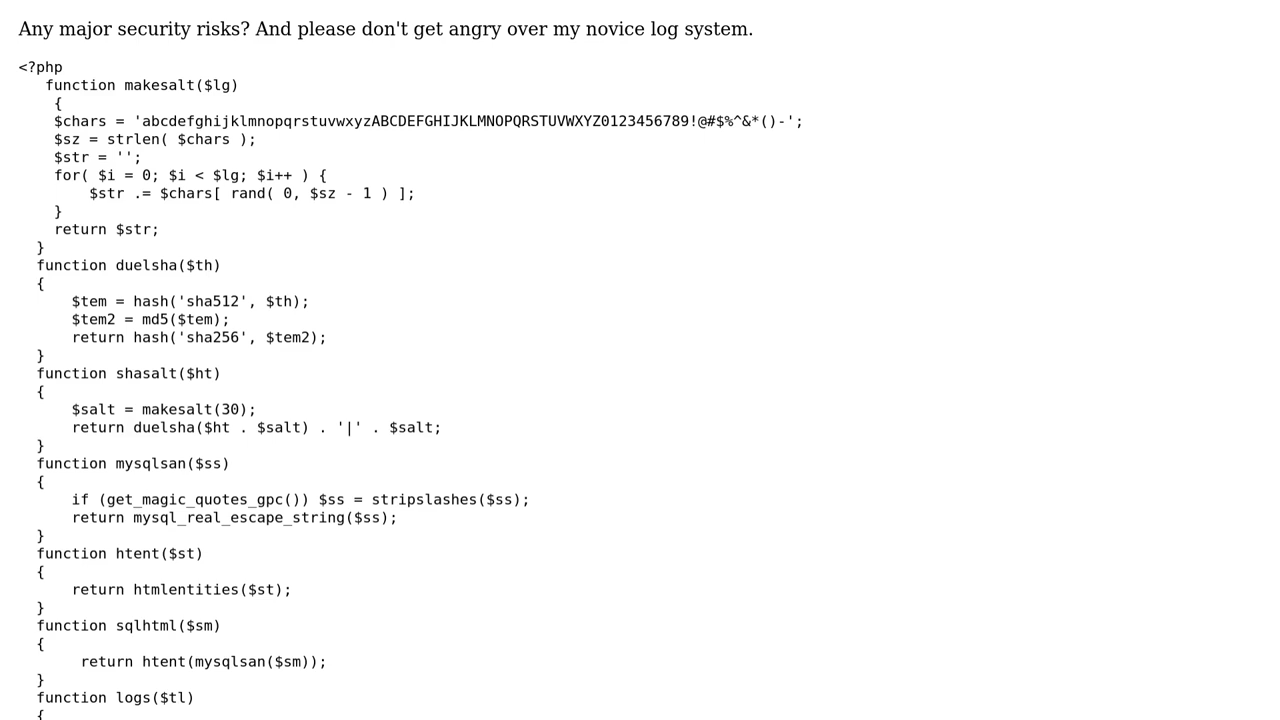 Any major security risks? And please don't get angry over my novice log system.
<?php
   function makesalt($lg)
    {
    $chars = 'abcdefghijklmnopqrstuvwxyzABCDEFGHIJKLMNOPQRSTUVWXYZ0123456789!@#$%^&*()-';
    $sz = strlen( $chars );
    $str = '';
    for( $i = 0; $i < $lg; $i++ ) {
        $str .= $chars[ rand( 0, $sz - 1 ) ];
    }
    return $str;
  }
  function duelsha($th)
  {
      $tem = hash('sha512', $th);
      $tem2 = md5($tem);
      return hash('sha256', $tem2);
  }
  function shasalt($ht)
  {
      $salt = makesalt(30);
      return duelsha($ht . $salt) . '|' . $salt;
  }
  function mysqlsan($ss)
  {
      if (get_magic_quotes_gpc()) $ss = stripslashes($ss);
      return mysql_real_escape_string($ss);
  }
  function htent($st)
  {
      return htmlentities($st);
  }
  function sqlhtml($sm)
  {
       return htent(mysqlsan($sm));
  }
  function logs($tl)
  {